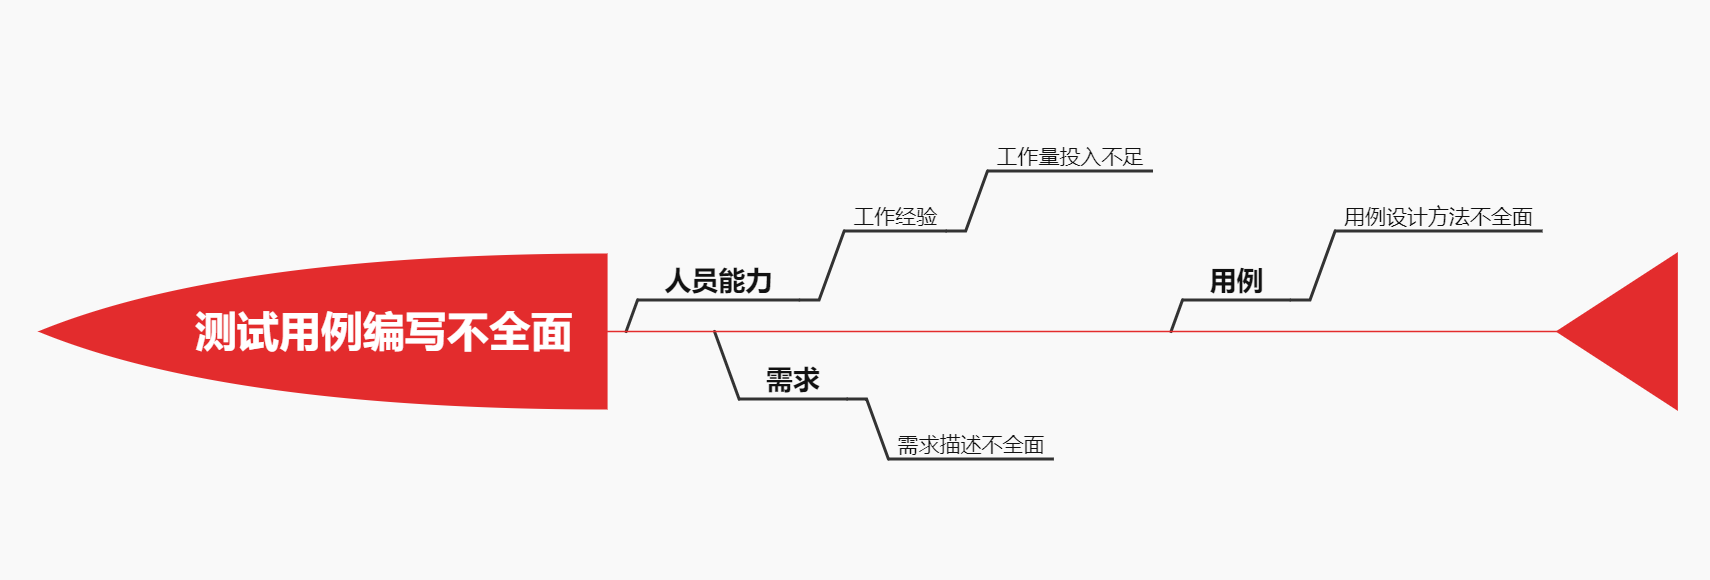 测试用例编写不全面
人员能力
工作经验
工作量投入不足
需求
需求描述不全面
用例
用例设计方法不全面